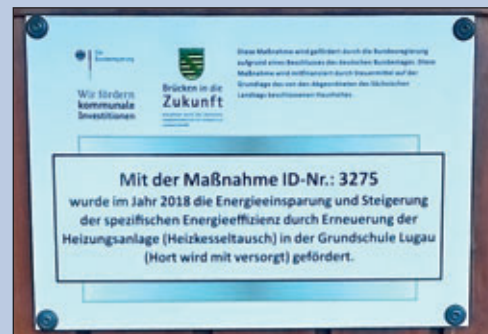 Die
Bundesregierung
Wir fördern
kommunale
Investitionen
Brücken in die
Zukunft
Diese Maßnahme wird gefördert durch die Bundesregierung
aufgrund eines Beschlusses des deutschen Bundestages. Diese
Maßnahme wird mitfinanziert durch Steuermittel auf der
Grundlage des von den Abgeordneten des Sächsischen
Landtags beschlossenen Haushaltes.
Mit der Maßnahme ID-Nr.: 3275
wurde im Jahr 2018 die Energieeinsparung und Steigerung
der spezifischen Energieeffizienz durch Erneuerung der
Heizungsanlage (Heizkesseltausch) in der Grundschule Lugau
(Hort wird mit versorgt) gefördert.